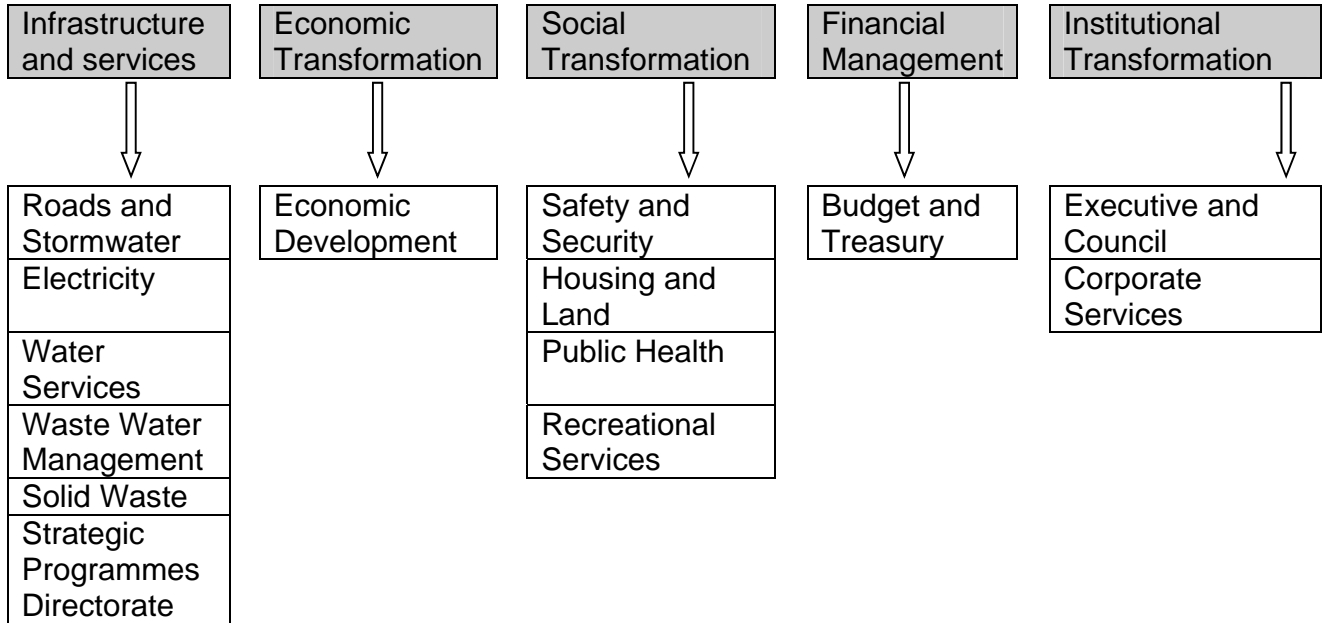 Infrastructure
and services
Economic
Transformation
Social
Transformation
Financial
Management
Institutional
Transformation
Roads and
Stormwater
Electricity
Water
Services
Waste Water
Management
Solid Waste
Strategic
Programmes
Directorate
Economic
Development
Safety and
Security
Housing and
Land
Public Health
Recreational
Services
Budget and
Treasury
Executive and
Council
Corporate
Services